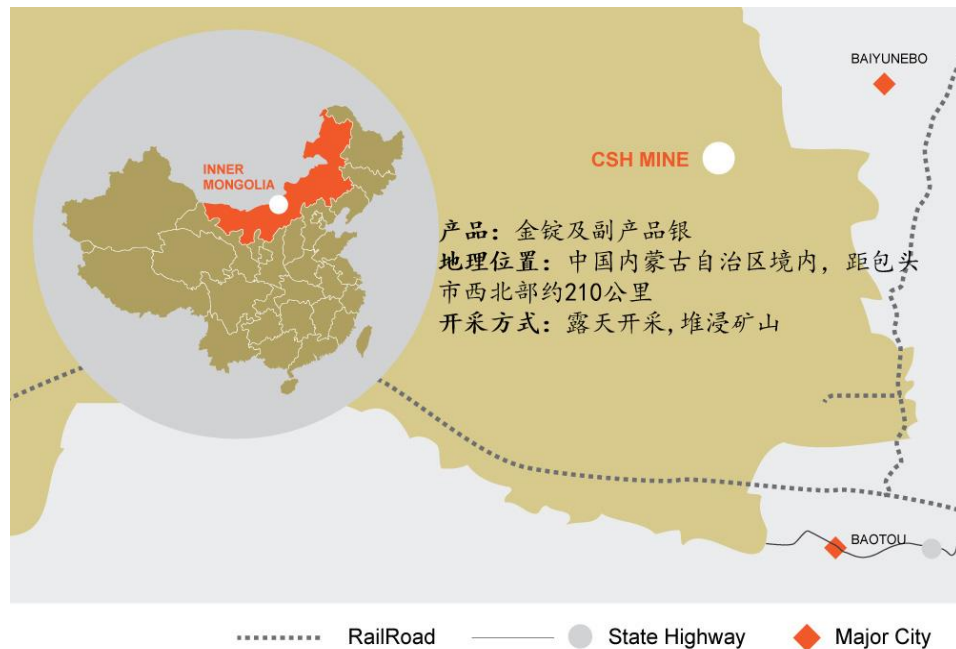 BAIYUNEBO
CSH MINE
INNER
MONGOLIA
产品：金锭及副产品银
地理位置：中国内蒙古自治区境内，距包头
市西北部约210公里
开采方式：露天开采,堆浸矿山
BAOTOU
RailRoad
State Highway
Major City